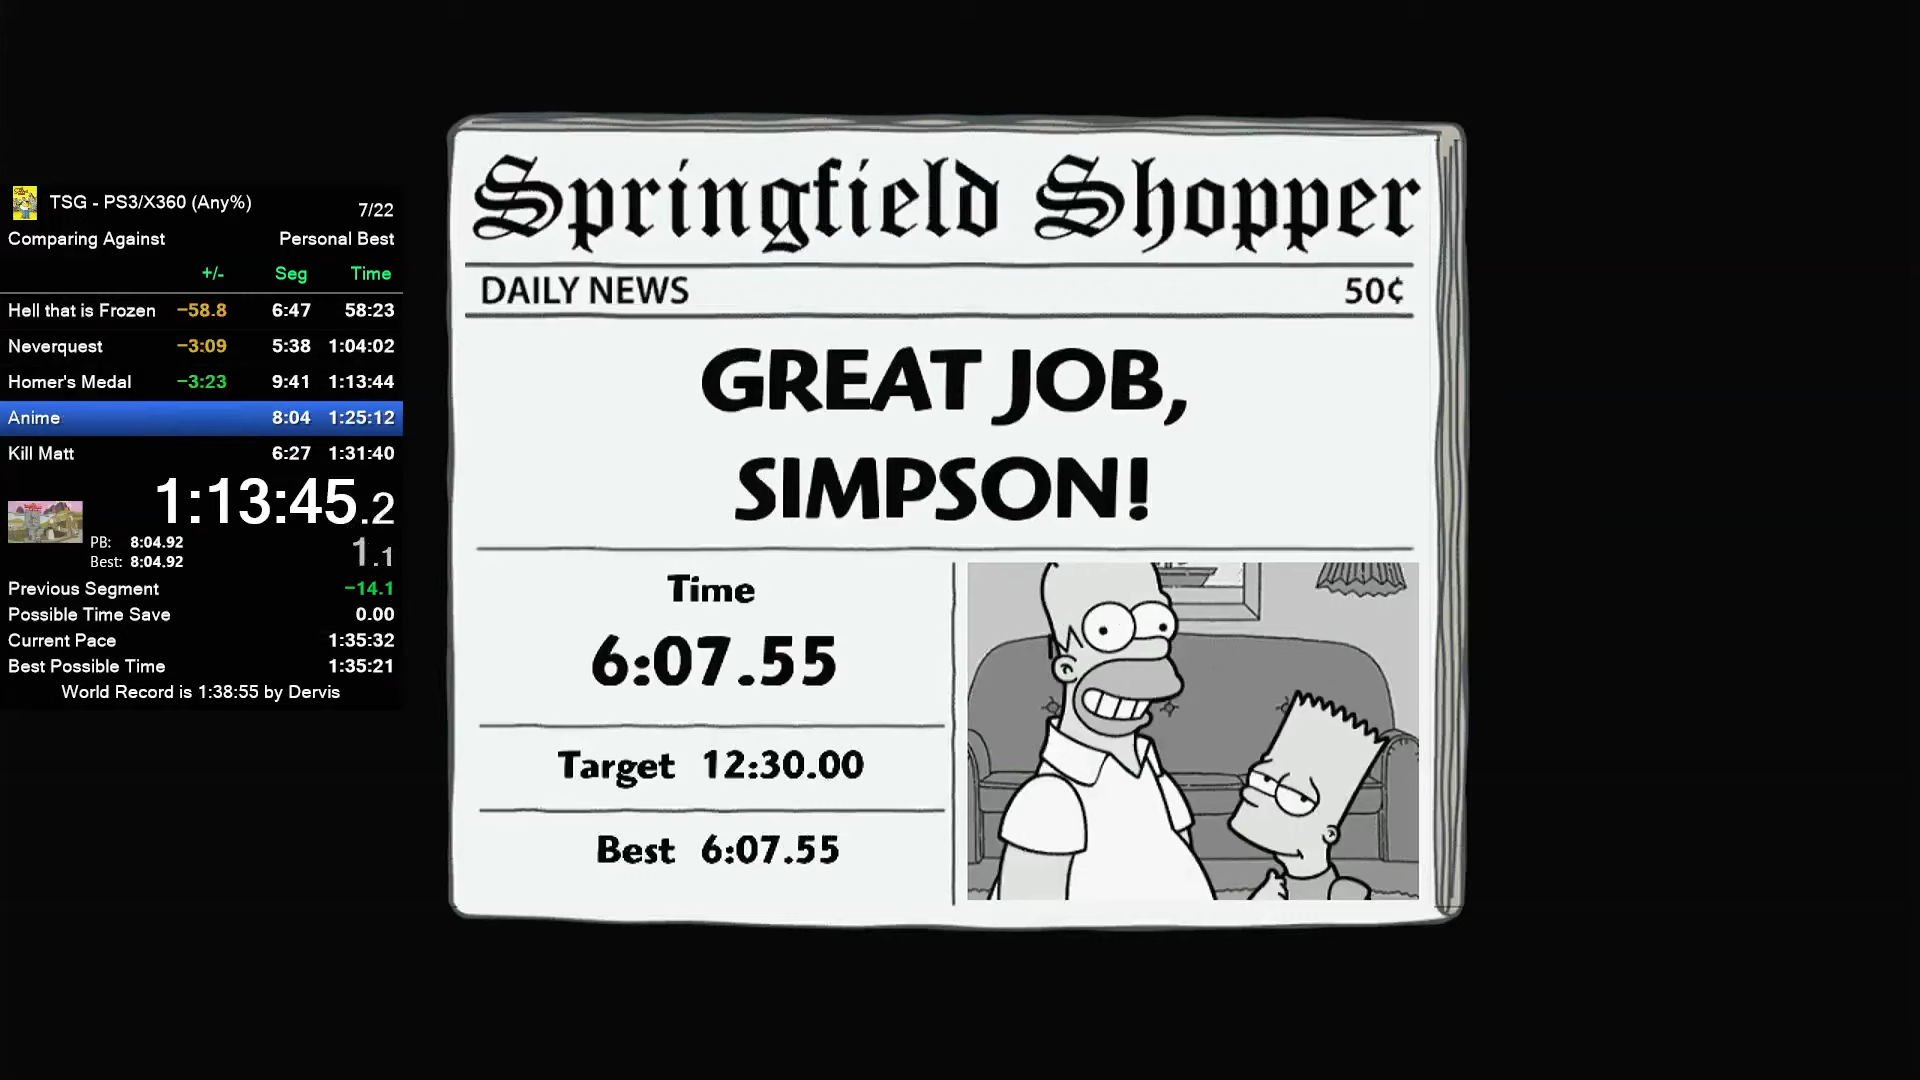 TSG - PS3/X360 (Any%)
7/22
Comparing Against Personal Best
+/- Seg Time
Hell that is Frozen −58.8 6:47 58:23
Neverquest −3:09 5:38 1:04:02
Homer's Medal −3:23 9:41 1:13:44
Anime 8:04 1:25:12
Kill Matt 6:27 1:31:40
1:13:45.2
PB: 8:04.92
1.1
Best: 8:04.92
Previous Segment −14.1
Possible Time Save 0.00
Current Pace 1:35:32
Best Possible Time 1:35:21
World Record is 1:38:55 by Dervis
Springfield Shopper
DAILY NEWS 50¢
GREAT JOB,
SIMPSON!
Time
6:07.55
Target 12:30.00
Best 6:07.55